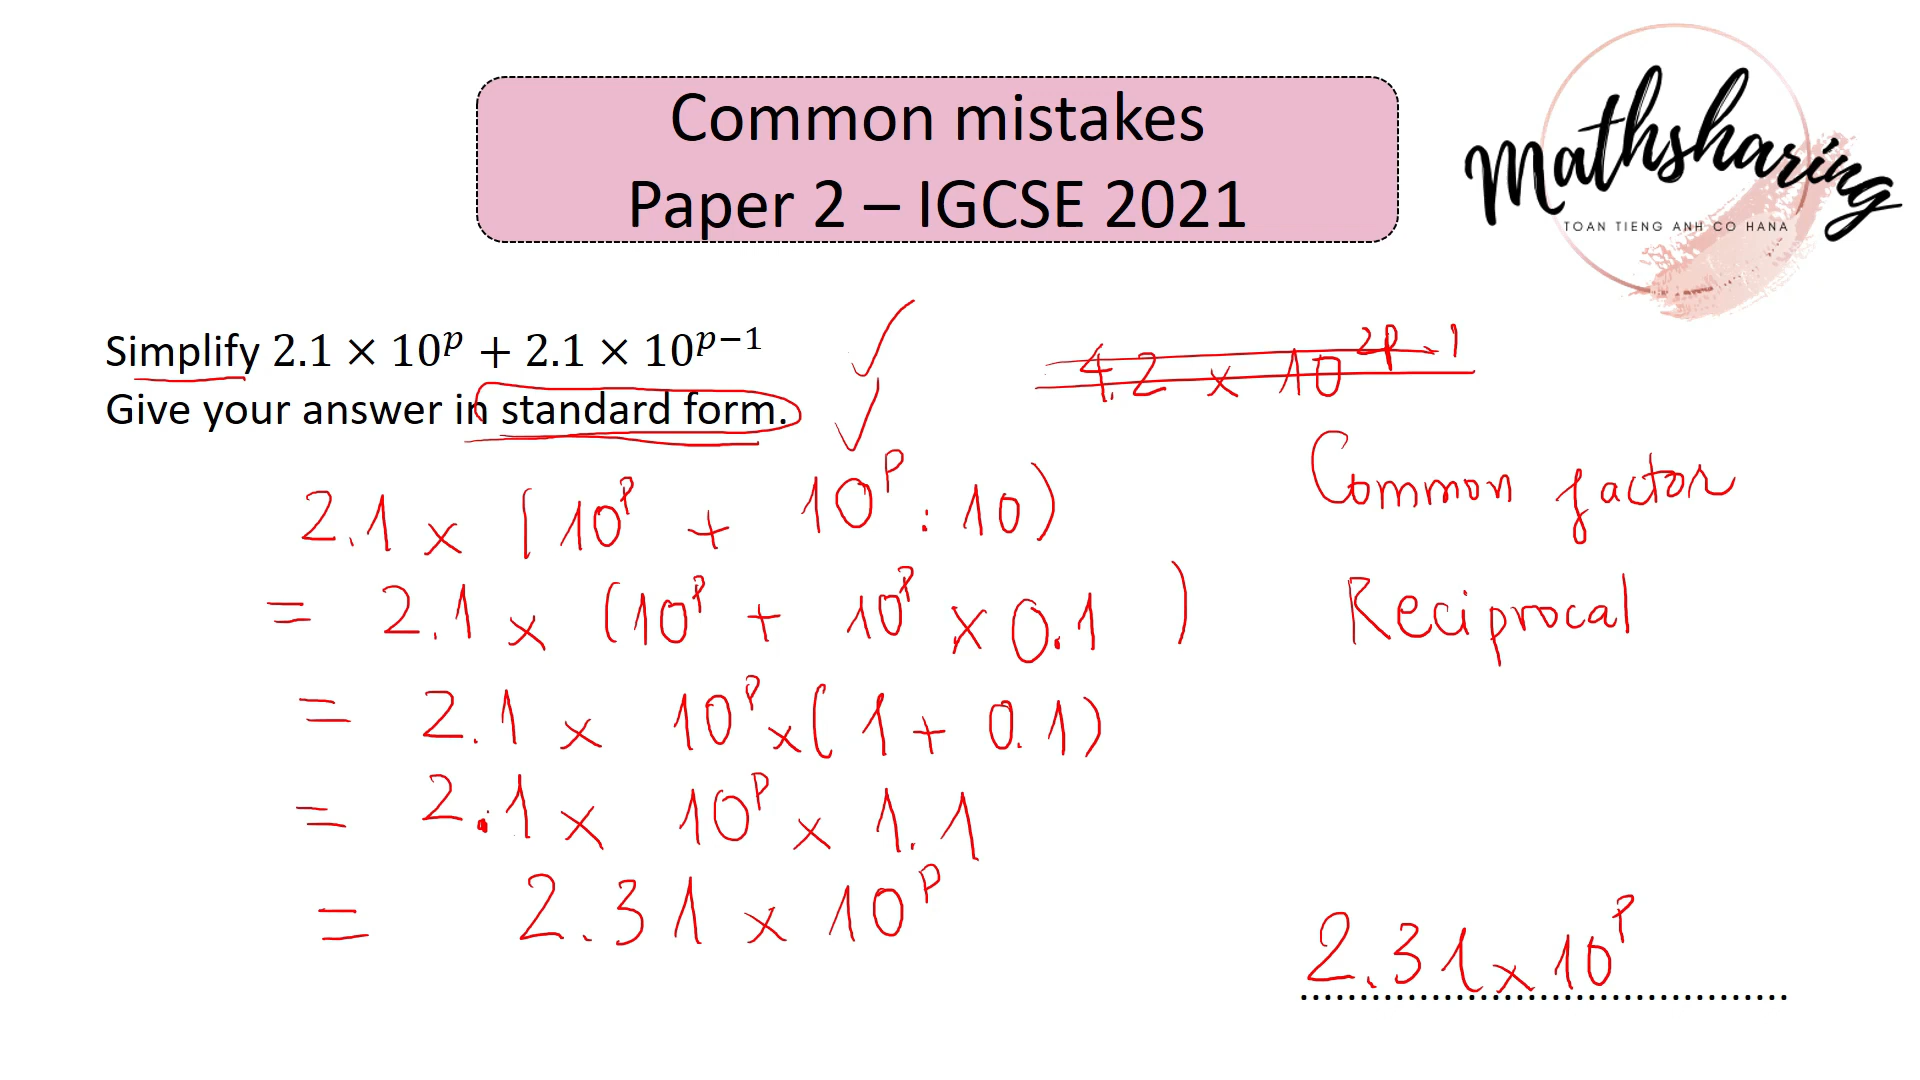 Common mistakes
Paper 2 – IGCSE 2021
Mathsharing
TOAN TIENG ANH CO HANA
Simplify 2.1 × 10^p + 2.1 × 10^(p−1)
Give your answer in standard form.
4.2 × 10^(2p-1)
2.1 × (10^p + 10^p : 10)
Common factor
= 2.1 × (10^p + 10^p × 0.1)
Reciprocal
= 2.1 × 10^p × (1 + 0.1)
= 2.1 × 10^p × 1.1
= 2.31 × 10^p
2.31 × 10^p